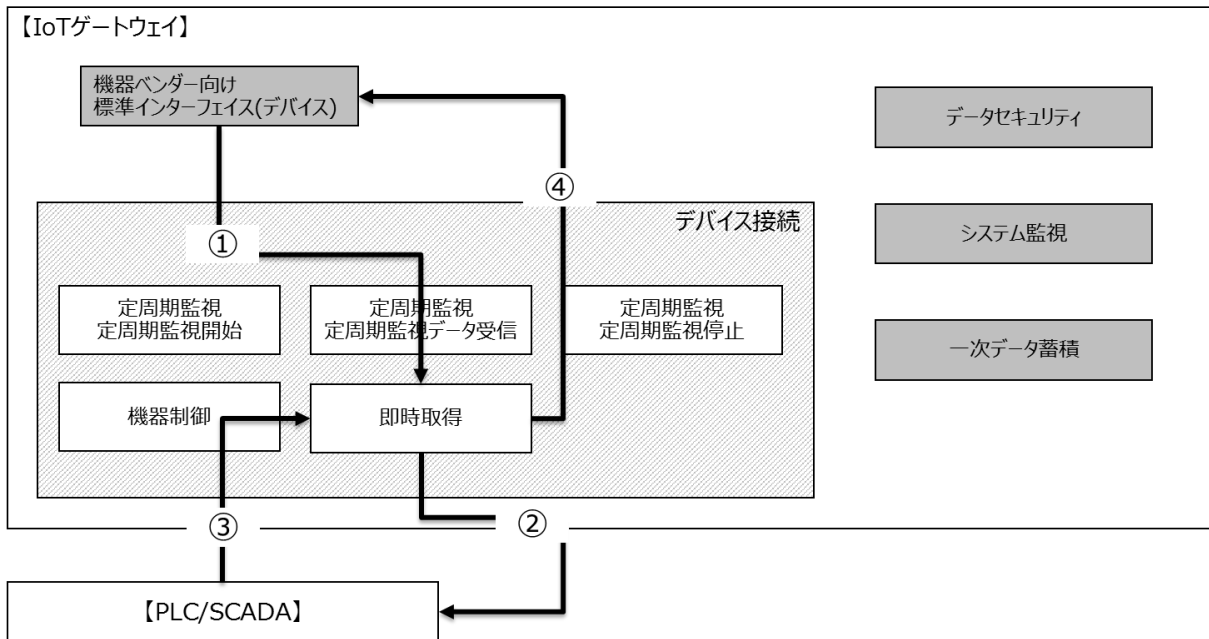 【IoTゲートウェイ】
機器ベンダー向け
標準インターフェイス(デバイス)
データセキュリティ
④
デバイス接続
①
システム監視
定周期監視
定周期監視開始
定周期監視
定周期監視データ受信
定周期監視
定周期監視停止
一次データ蓄積
機器制御
即時取得
③
②
【PLC/SCADA】